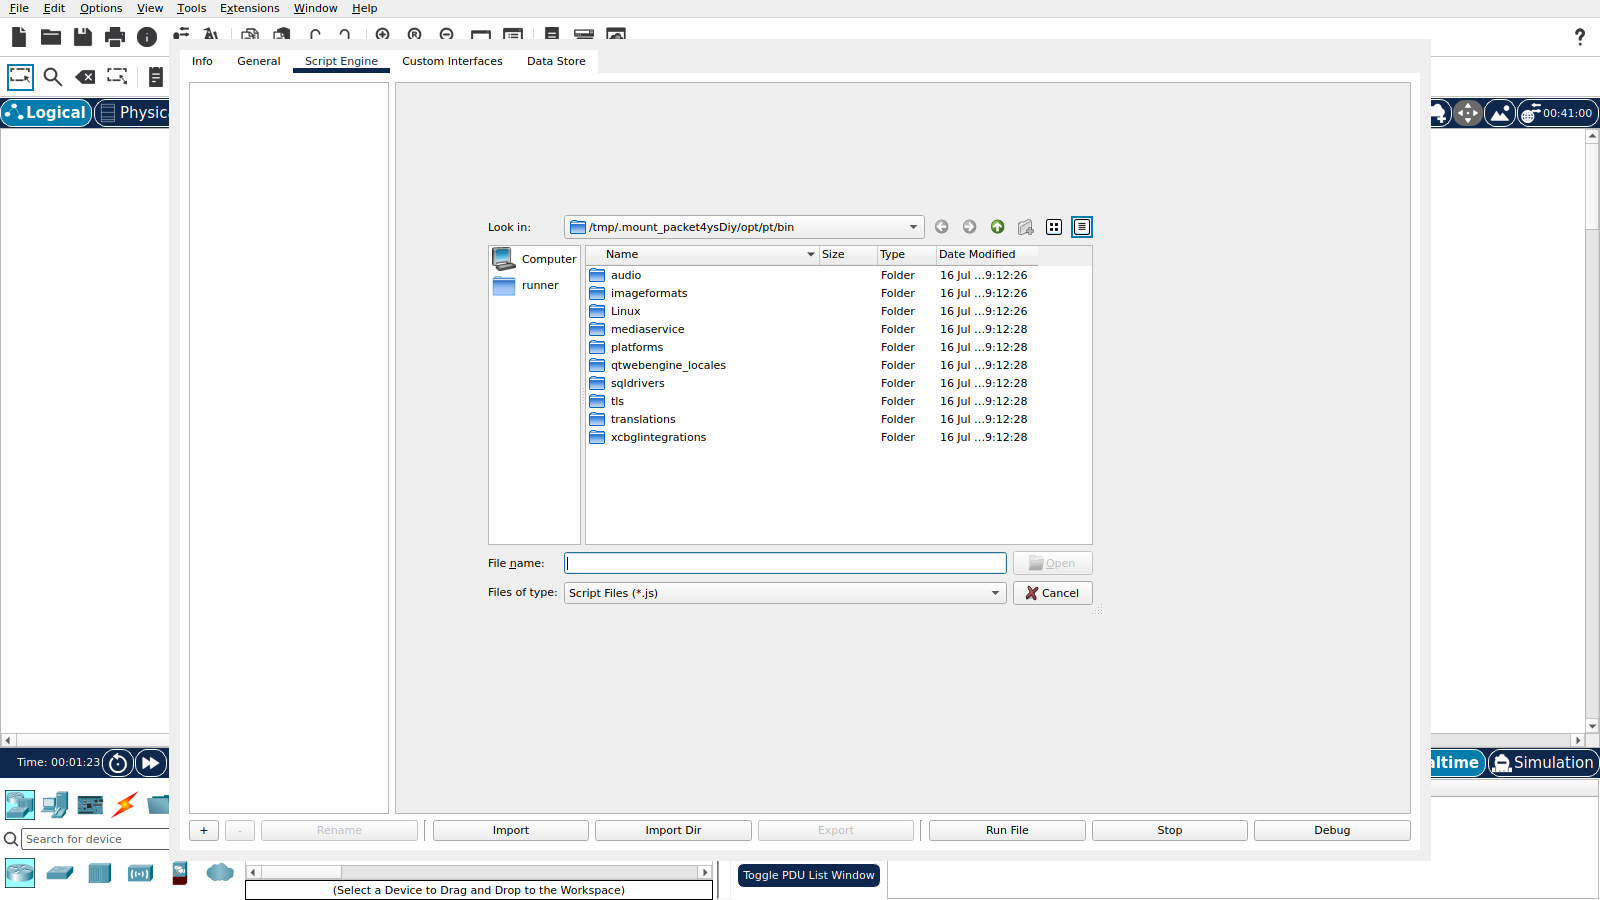 File Edit Options View Tools Extensions Window Help
Info General Script Engine Custom Interfaces Data Store
Logical
00:41:00
Look in: /tmp/.mount_packet4ysDiy/opt/pt/bin
Computer
runner
Name Size Type Date Modified
audio Folder 16 Jul ...9:12:26
imageformats Folder 16 Jul ...9:12:26
Linux Folder 16 Jul ...9:12:26
mediaservice Folder 16 Jul ...9:12:28
platforms Folder 16 Jul ...9:12:28
qtwebengine_locales Folder 16 Jul ...9:12:28
sqldrivers Folder 16 Jul ...9:12:28
tls Folder 16 Jul ...9:12:28
translations Folder 16 Jul ...9:12:28
xcbglintegrations Folder 16 Jul ...9:12:28
File name: Open
Files of type: Script Files (*.js) Cancel
Time: 00:01:23
Simulation
+ - Rename Import Import Dir Export Run File Stop Debug
Search for device
Toggle PDU List Window
(Select a Device to Drag and Drop to the Workspace)